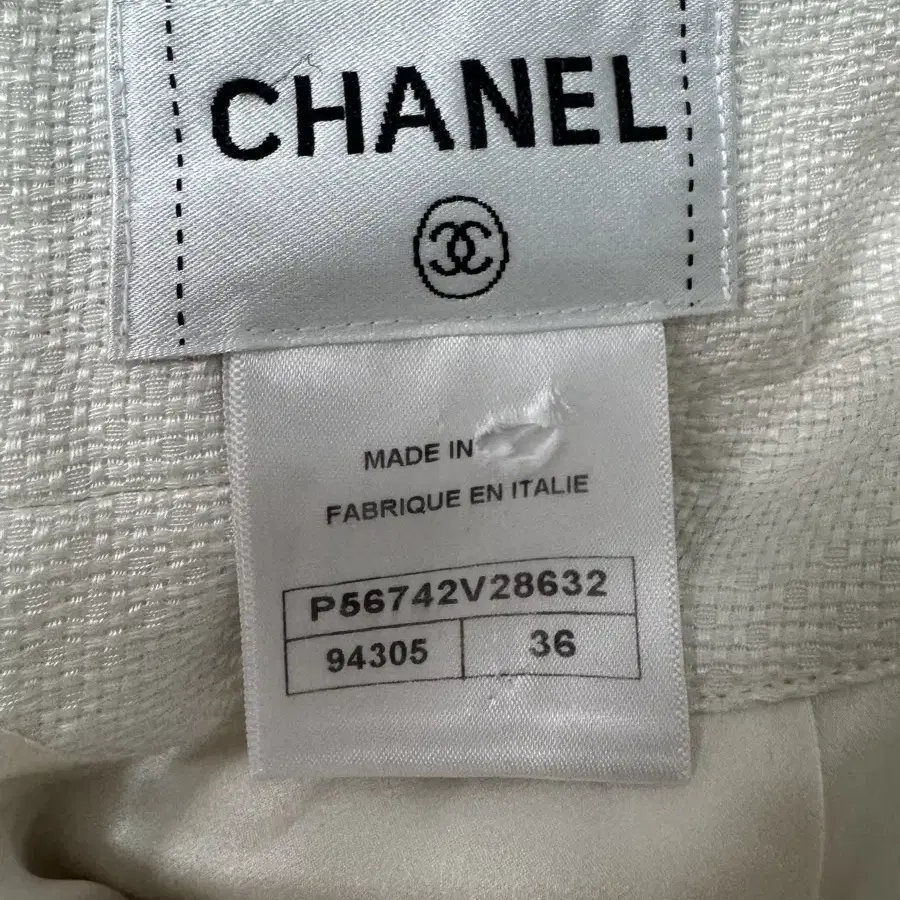 CHANEL
MADE IN
FABRIQUE EN ITALIE
P56742V28632
94305 36